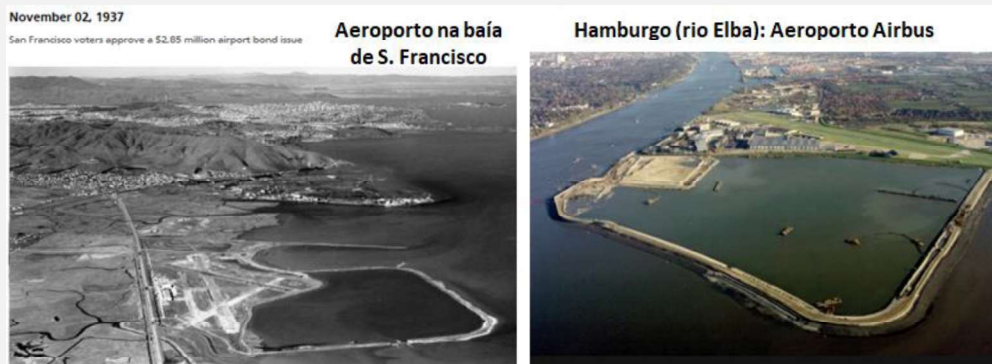 November 02, 1937
San Francisco voters approve a $2.85 million airport bond issue
Aeroporto na baía
de S. Francisco
Hamburgo (rio Elba): Aeroporto Airbus